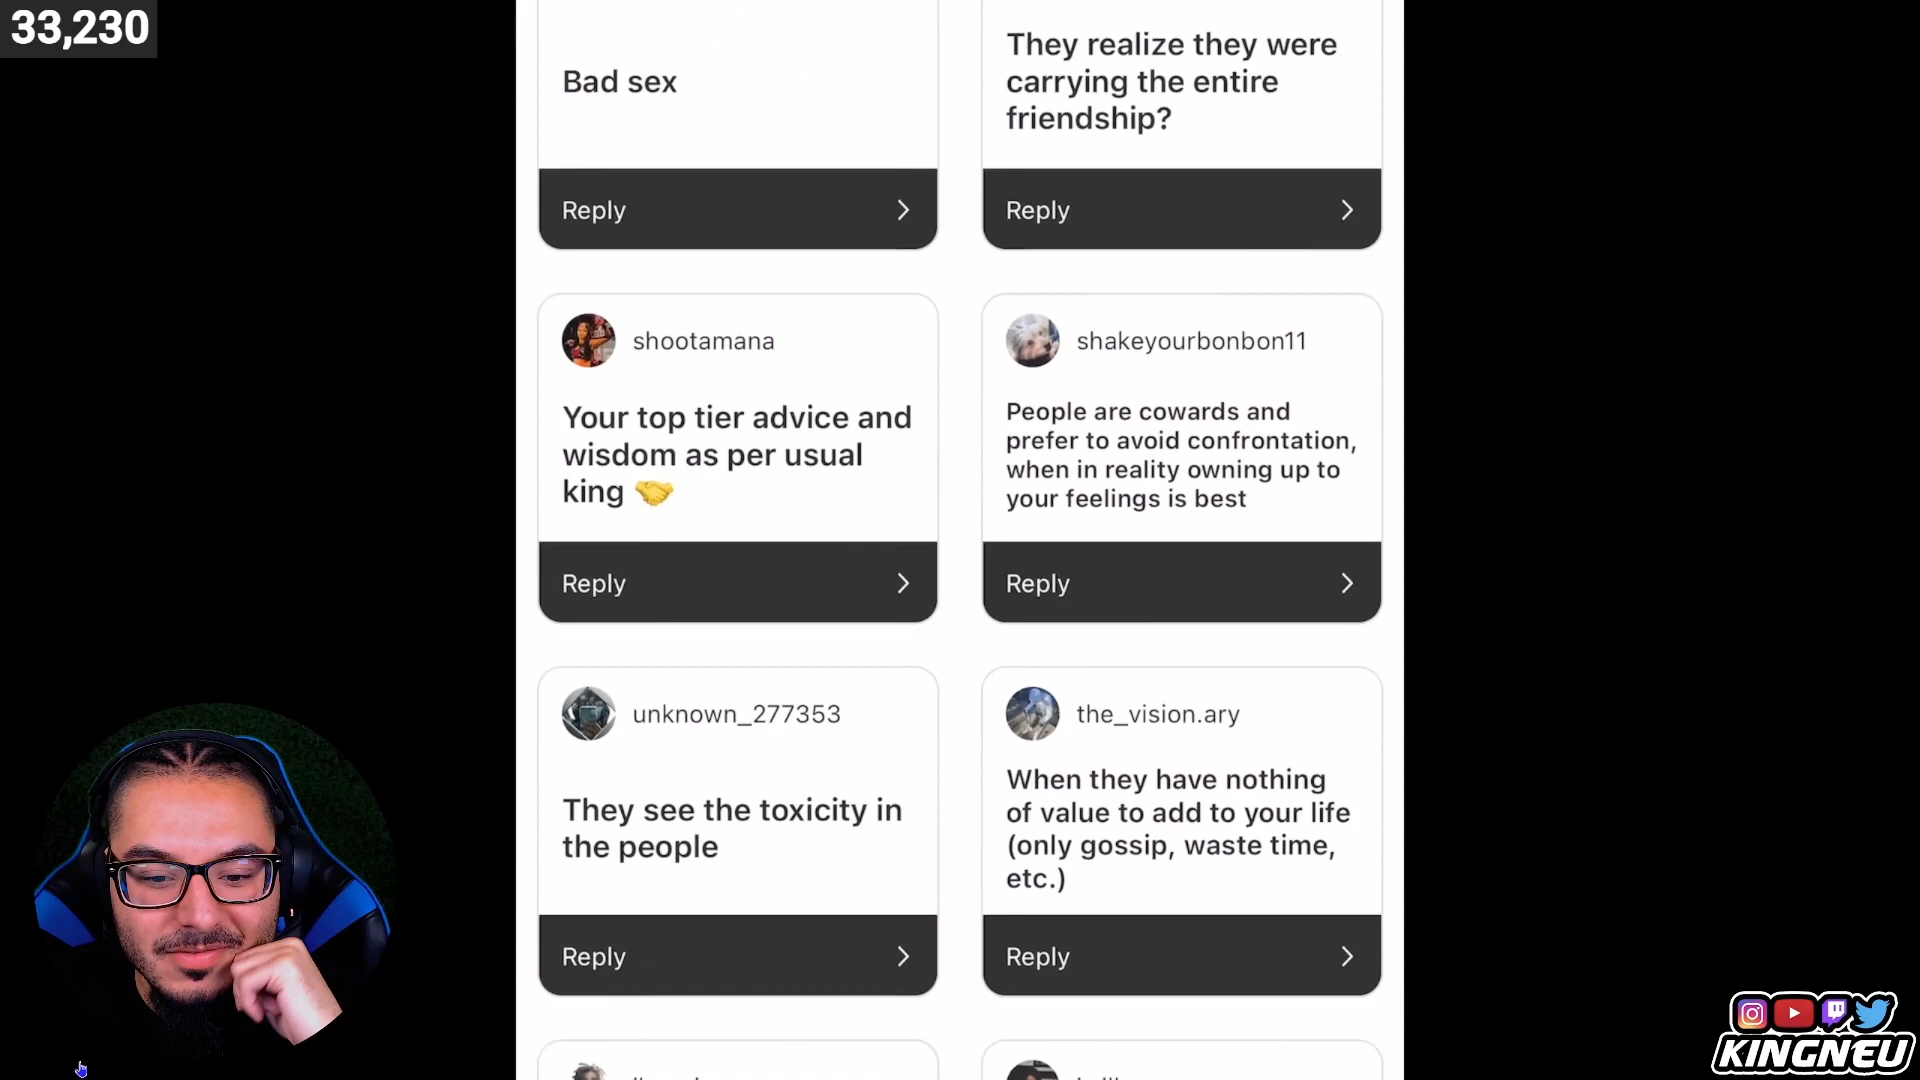 33,230
Bad sex
Reply
They realize they were
carrying the entire
friendship?
Reply
shootamana
Your top tier advice and
wisdom as per usual
king 🤝
Reply
shakeyourbonbon11
People are cowards and
prefer to avoid confrontation,
when in reality owning up to
your feelings is best
Reply
unknown_277353
They see the toxicity in
the people
Reply
the_vision.ary
When they have nothing
of value to add to your life
(only gossip, waste time,
etc.)
Reply
KINGNEU